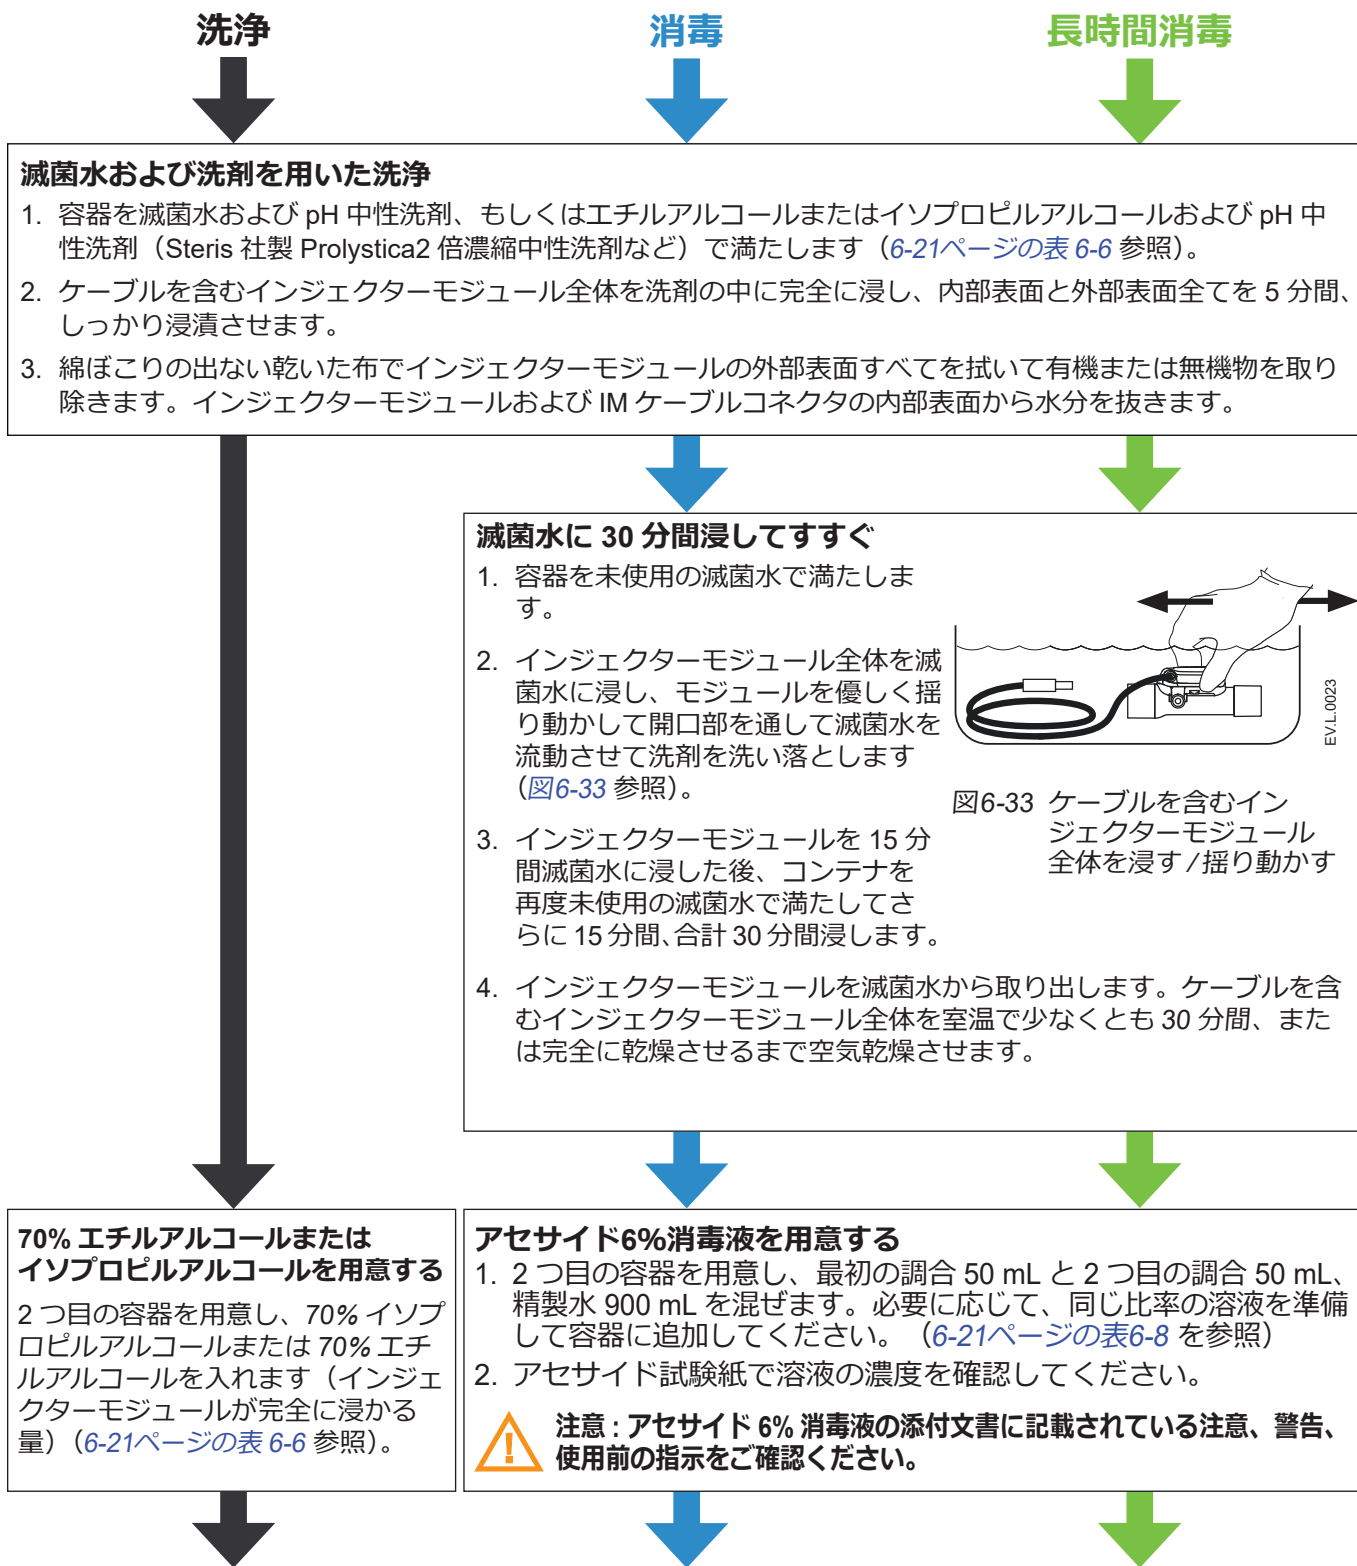 洗浄
消毒
長時間消毒
滅菌水および洗剤を用いた洗浄
1. 容器を滅菌水および pH 中性洗剤、もしくはエチルアルコールまたはイソプロピルアルコールおよび pH 中
性洗剤（Steris 社製 Prolystica2 倍濃縮中性洗剤など）で満たします（6-21ページの表 6-6 参照）。
2. ケーブルを含むインジェクターモジュール全体を洗剤の中に完全に浸し、内部表面と外部表面全てを 5 分間、
しっかり浸漬させます。
3. 綿ぼこりの出ない乾いた布でインジェクターモジュールの外部表面すべてを拭いて有機または無機物を取り
除きます。インジェクターモジュールおよび IM ケーブルコネクタの内部表面から水分を抜きます。
滅菌水に 30 分間浸してすすぐ
1. 容器を未使用の滅菌水で満たしま
す。
2. インジェクターモジュール全体を滅
菌水に浸し、モジュールを優しく揺
り動かして開口部を通して滅菌水を
流動させて洗剤を洗い落とします
（図6-33 参照）。
3. インジェクターモジュールを 15 分
間滅菌水に浸した後、コンテナを
再度未使用の滅菌水で満たしてさ
らに 15 分間、合計 30 分間浸します。
EV.L.0023
図6-33 ケーブルを含むイン
ジェクターモジュール
全体を浸す / 揺り動かす
4. インジェクターモジュールを滅菌水から取り出します。ケーブルを含
むインジェクターモジュール全体を室温で少なくとも 30 分間、また
は完全に乾燥させるまで空気乾燥させます。
70% エチルアルコールまたは
イソプロピルアルコールを用意する
2 つ目の容器を用意し、70% イソプ
ロピルアルコールまたは 70% エチ
ルアルコールを入れます（インジェ
クターモジュールが完全に浸かる
量）（6-21ページの表 6-6 参照）。
アセサイド6%消毒液を用意する
1. 2 つ目の容器を用意し、最初の調合 50 mL と 2 つ目の調合 50 mL、
精製水 900 mL を混ぜます。必要に応じて、同じ比率の溶液を準備
して容器に追加してください。（6-21ページの表6-8 を参照）
2. アセサイド試験紙で溶液の濃度を確認してください。
注意 : アセサイド 6% 消毒液の添付文書に記載されている注意、警告、
使用前の指示をご確認ください。